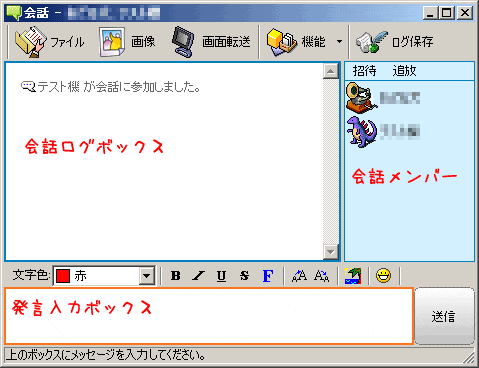 会話 -
ファイル 画像 画面転送 機能 ログ保存
招待 追放
テスト機 が会話に参加しました。
会話ログボックス
会話メンバー
文字色: 赤 B I U S F AA AA
発言入力ボックス
送信
上のボックスにメッセージを入力してください。